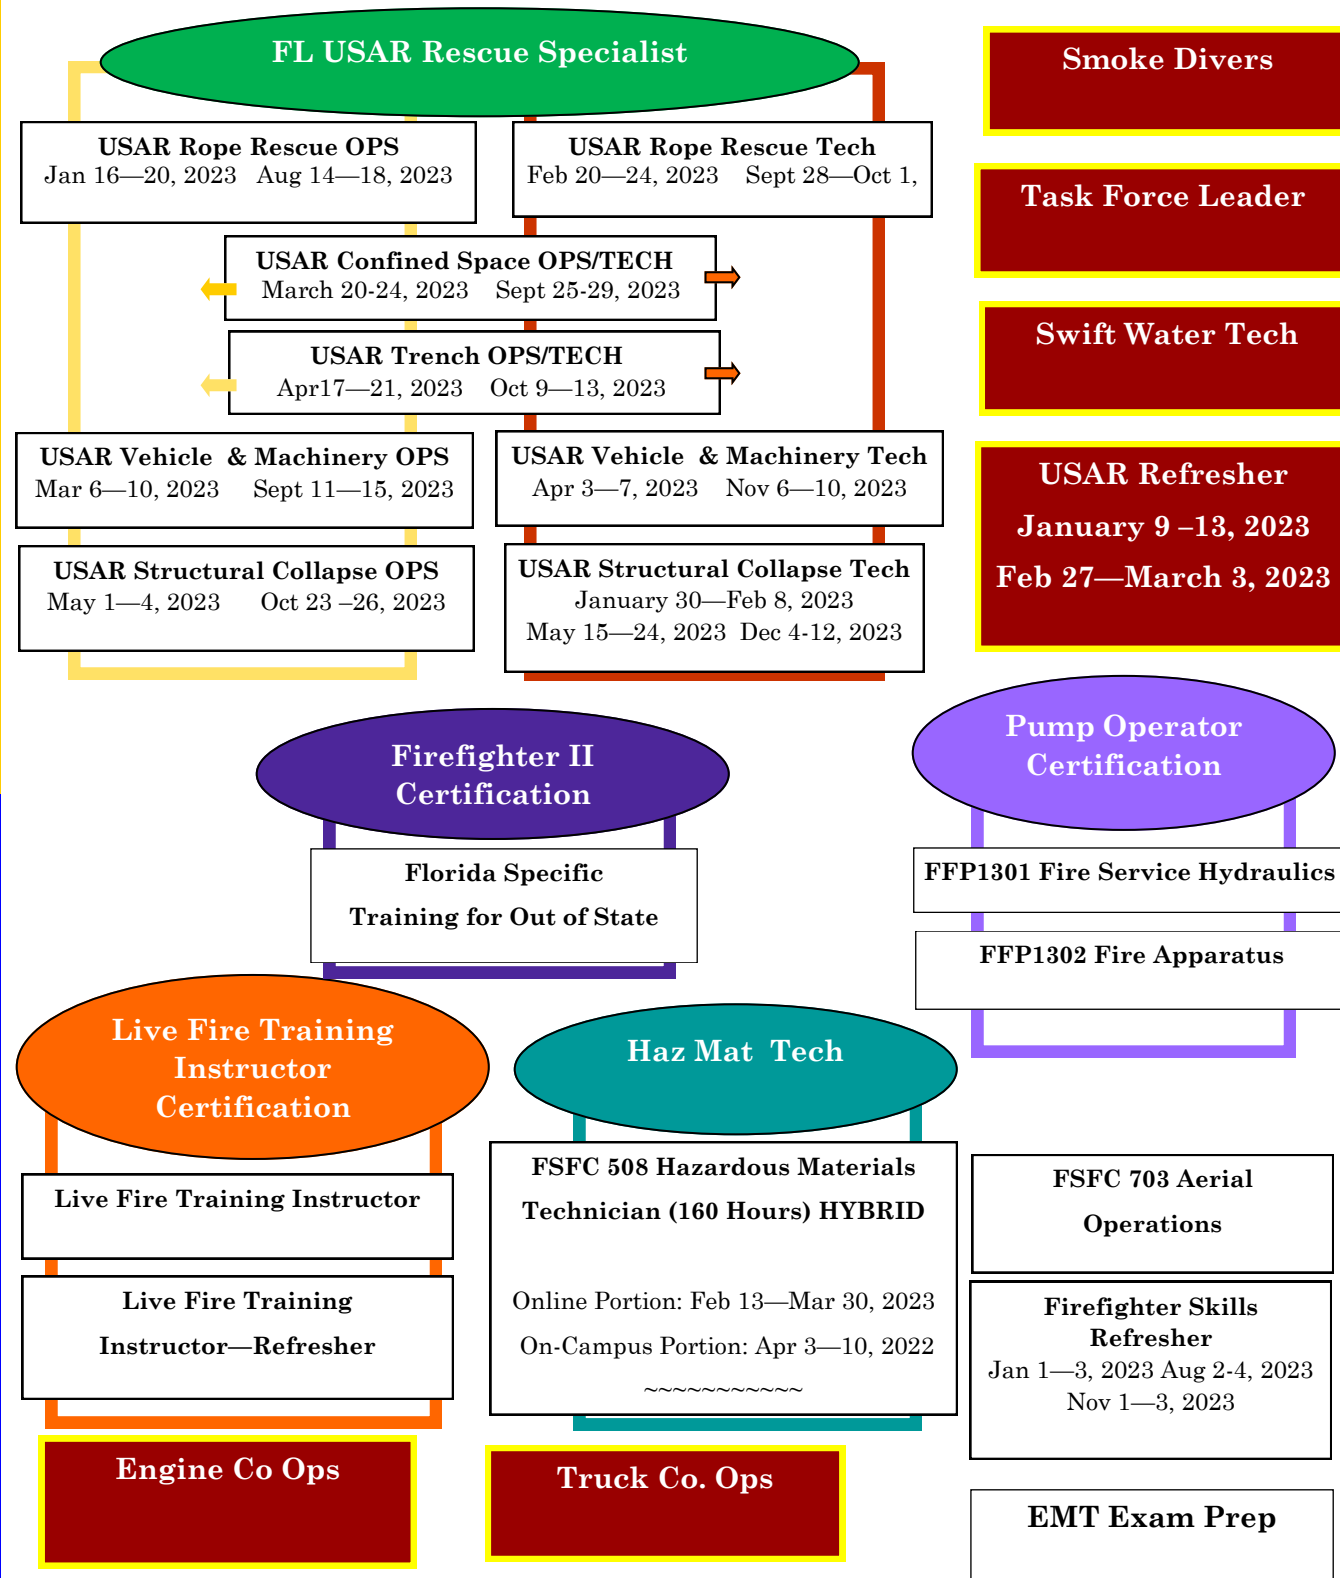 FL USAR Rescue Specialist
USAR Rope Rescue OPS
Jan 16—20, 2023 Aug 14—18, 2023
USAR Rope Rescue Tech
Feb 20—24, 2023 Sept 28—Oct 1,
USAR Confined Space OPS/TECH
March 20-24, 2023 Sept 25-29, 2023
USAR Trench OPS/TECH
Apr17—21, 2023 Oct 9—13, 2023
USAR Vehicle & Machinery OPS
Mar 6—10, 2023 Sept 11—15, 2023
USAR Vehicle & Machinery Tech
Apr 3—7, 2023 Nov 6—10, 2023
USAR Structural Collapse OPS
May 1—4, 2023 Oct 23 –26, 2023
USAR Structural Collapse Tech
January 30—Feb 8, 2023
May 15—24, 2023 Dec 4-12, 2023
Smoke Divers
Task Force Leader
Swift Water Tech
USAR Refresher
January 9 –13, 2023
Feb 27—March 3, 2023
Firefighter II
Certification
Florida Specific
Training for Out of State
Pump Operator
Certification
FFP1301 Fire Service Hydraulics
FFP1302 Fire Apparatus
Live Fire Training
Instructor
Certification
Live Fire Training Instructor
Live Fire Training
Instructor—Refresher
Haz Mat Tech
FSFC 508 Hazardous Materials
Technician (160 Hours) HYBRID
Online Portion: Feb 13—Mar 30, 2023
On-Campus Portion: Apr 3—10, 2022
~~~~~~~~~~~
FSFC 703 Aerial
Operations
Firefighter Skills
Refresher
Jan 1—3, 2023 Aug 2-4, 2023
Nov 1—3, 2023
Engine Co Ops
Truck Co. Ops
EMT Exam Prep